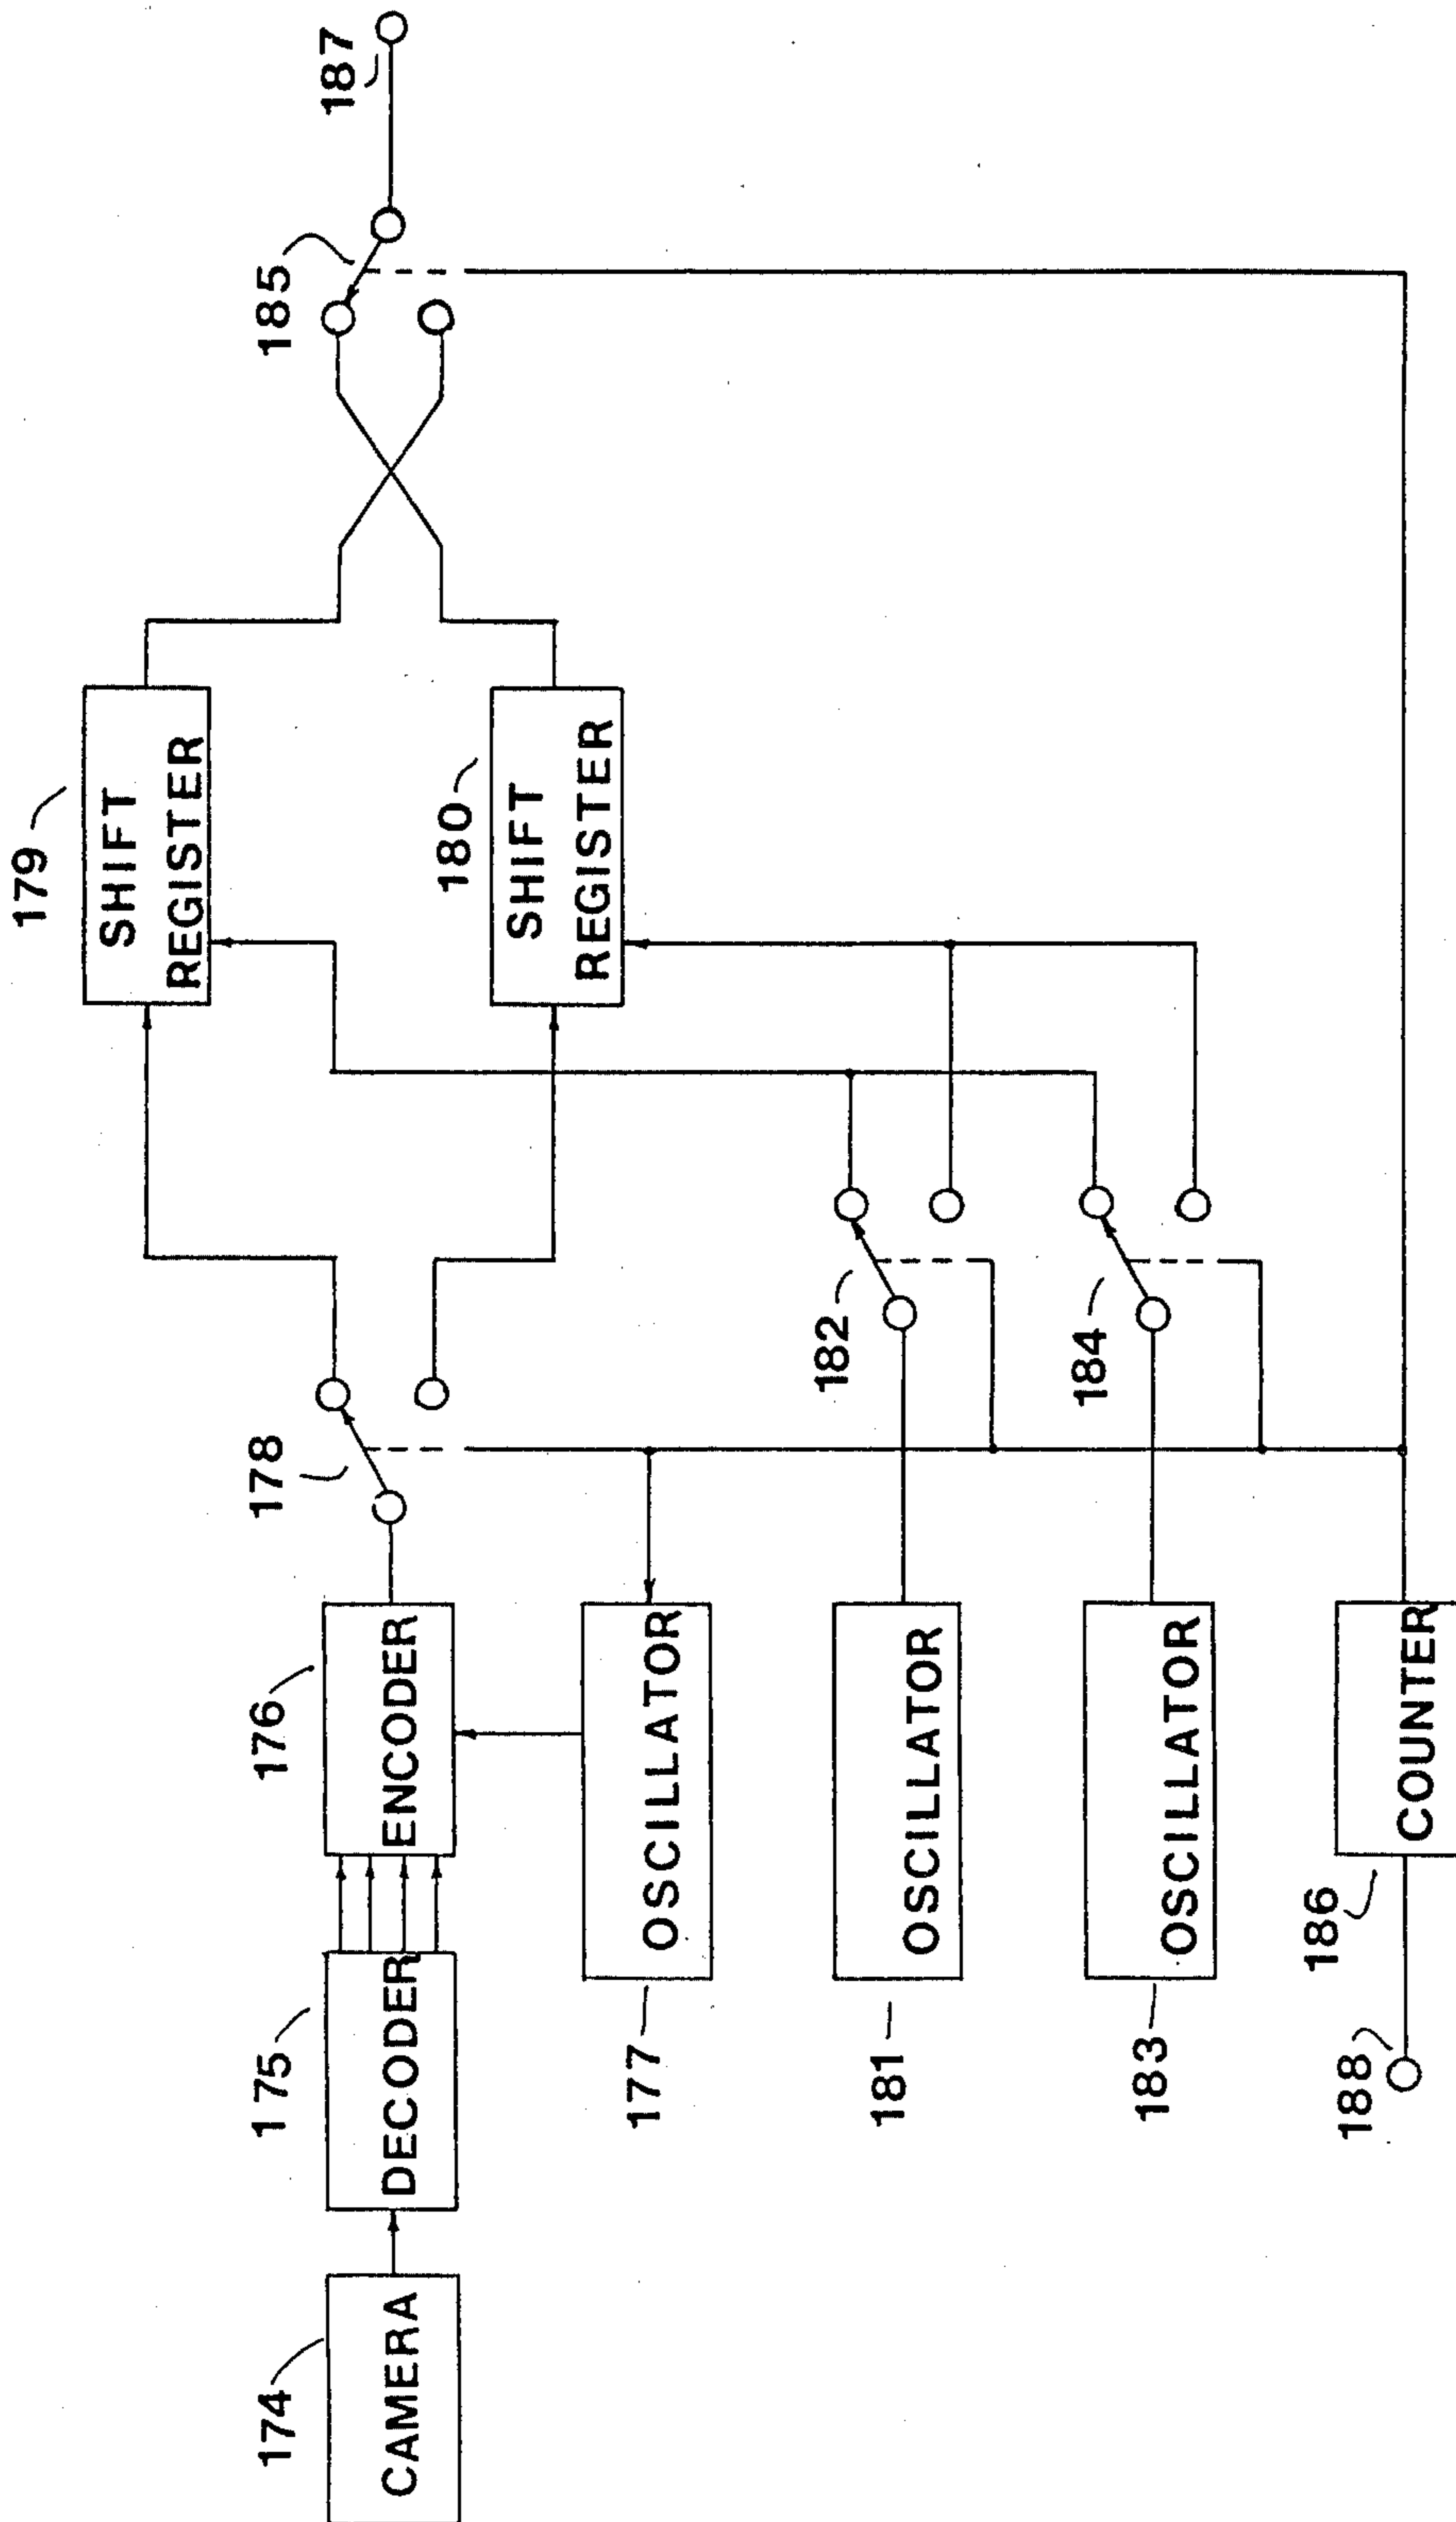 179
SHIFT
REGISTER
180
SHIFT
REGISTER
185
187
174
CAMERA
175
DECODER
176
ENCODER
178
177
OSCILLATOR
181
OSCILLATOR
182
183
OSCILLATOR
184
188
186
COUNTER